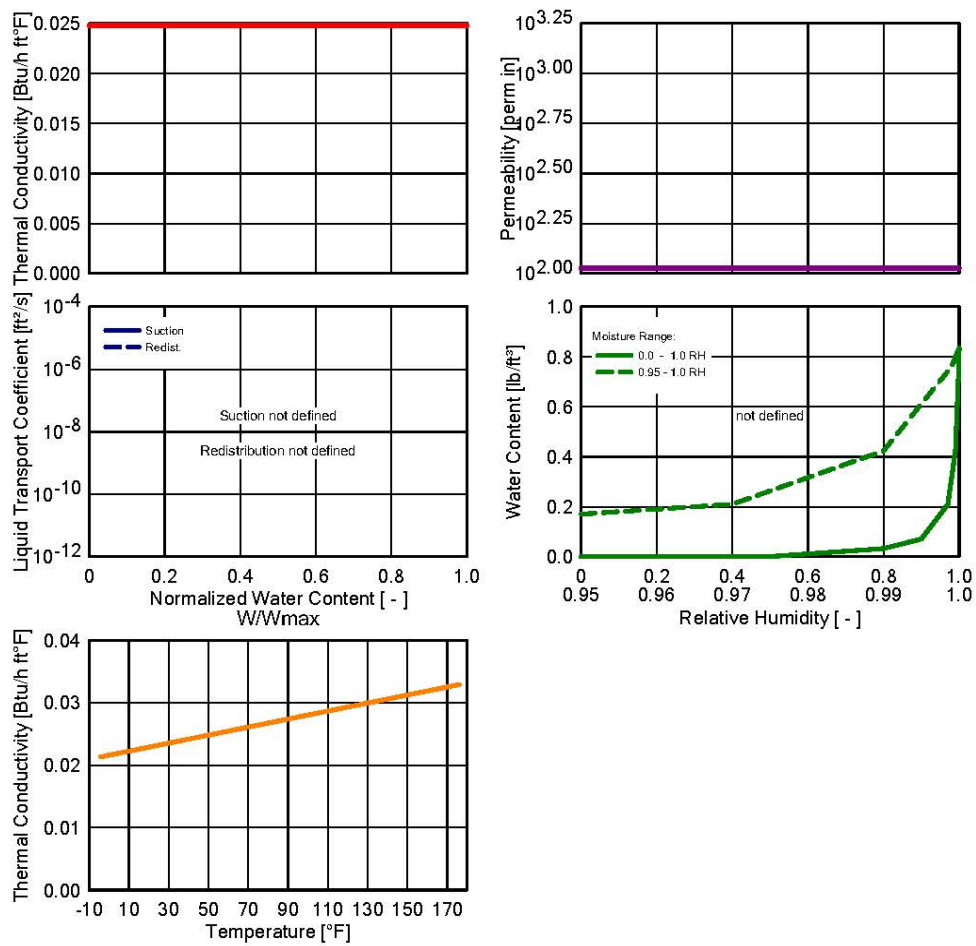 Thermal Conductivity [Btu/h ft°F]
0.025
0.020
0.015
0.010
0.005
0.000
Permeability [perm in]
10^3.25
10^3.00
10^2.75
10^2.50
10^2.25
10^2.00
Liquid Transport Coefficient [ft²/s]
10^-4
10^-6
10^-8
10^-10
10^-12
Suction
Redist.
Suction not defined
Redistribution not defined
0 0.2 0.4 0.6 0.8 1.0
Normalized Water Content [ - ]
W/Wmax
Water Content [lb/ft³]
1.0
0.8
0.6
0.4
0.2
0.0
Moisture Range:
0.0 - 1.0 RH
0.95 - 1.0 RH
not defined
0 0.2 0.4 0.6 0.8 1.0
0.95 0.96 0.97 0.98 0.99 1.0
Relative Humidity [ - ]
Thermal Conductivity [Btu/h ft°F]
0.04
0.03
0.02
0.01
0.00
-10 10 30 50 70 90 110 130 150 170
Temperature [°F]